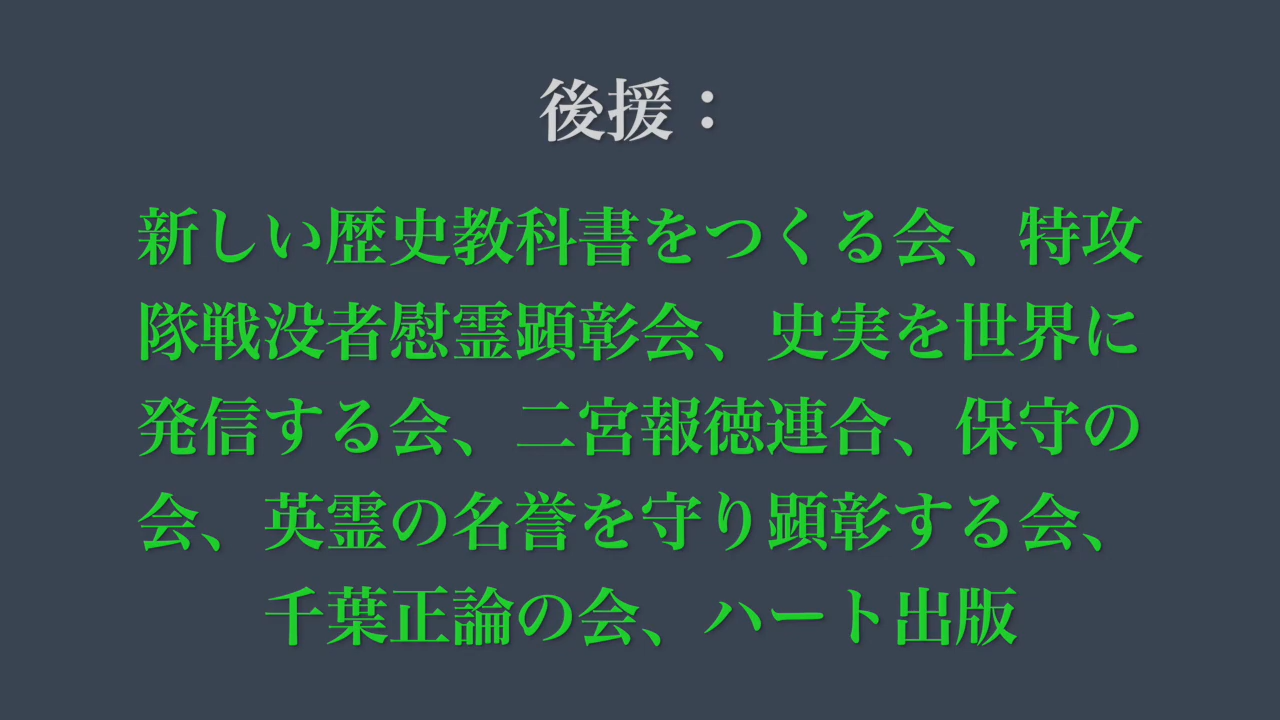 後援：
新しい歴史教科書をつくる会、特攻
隊戦没者慰霊顕彰会、史実を世界に
発信する会、二宮報徳連合、保守の
会、英霊の名誉を守り顕彰する会、
千葉正論の会、ハート出版